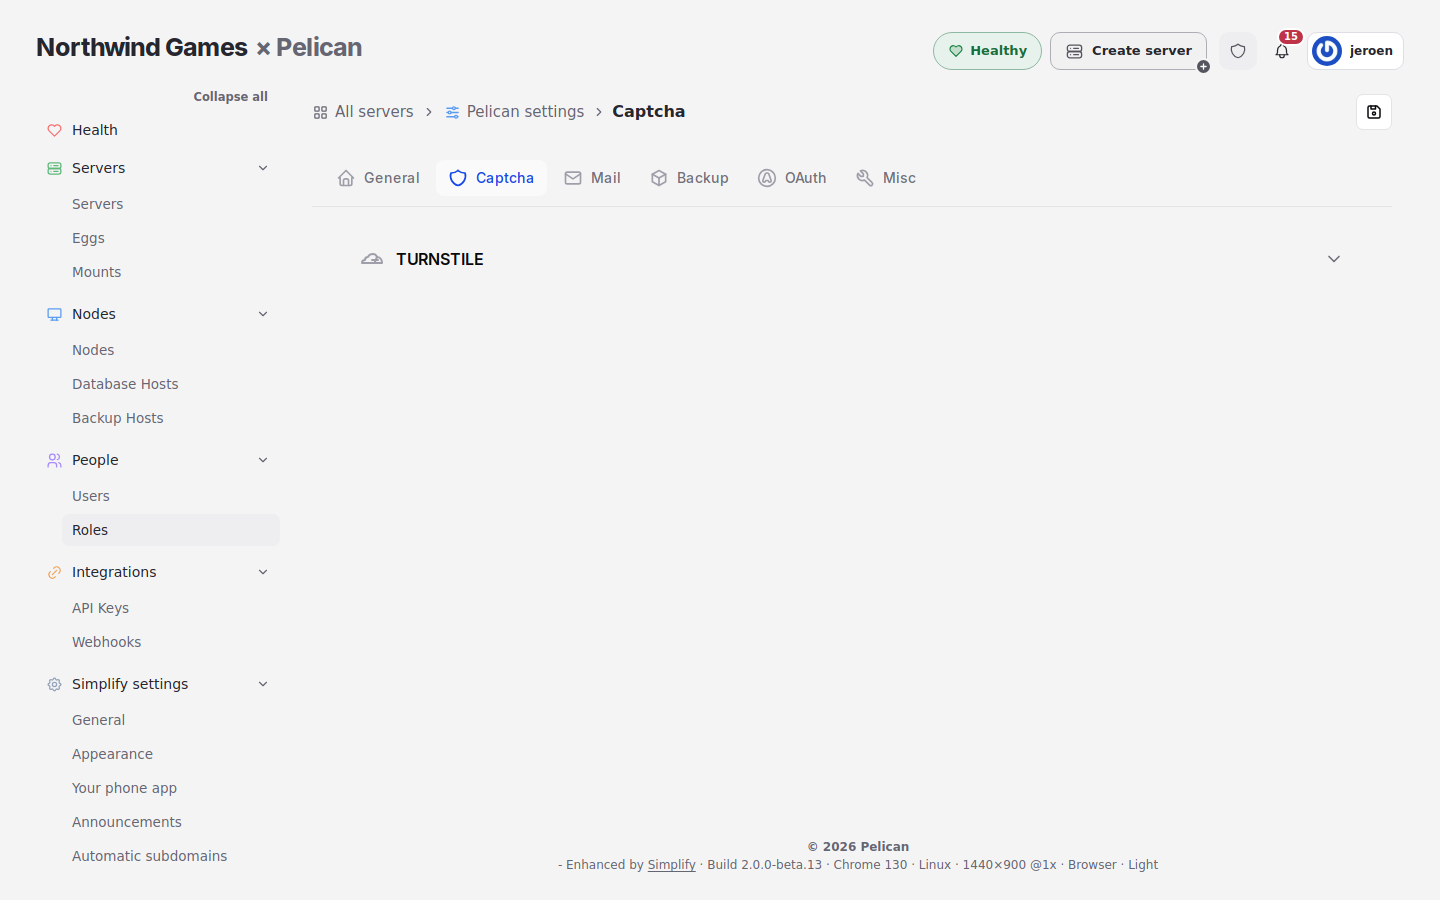 Northwind Games × Pelican
Healthy
Create server
15
jeroen
Collapse all
Health
Servers
Servers
Eggs
Mounts
Nodes
Nodes
Database Hosts
Backup Hosts
People
Users
Roles
Integrations
API Keys
Webhooks
Simplify settings
General
Appearance
Your phone app
Announcements
Automatic subdomains
All servers > Pelican settings > Captcha
General
Captcha
Mail
Backup
OAuth
Misc
TURNSTILE
© 2026 Pelican
- Enhanced by Simplify · Build 2.0.0-beta.13 · Chrome 130 · Linux · 1440×900 @1x · Browser · Light